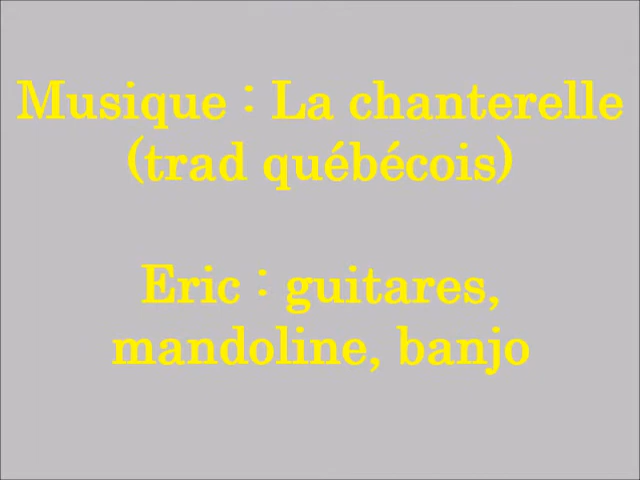 Musique : La chanterelle
(trad québécois)
Eric : guitares,
mandoline, banjo